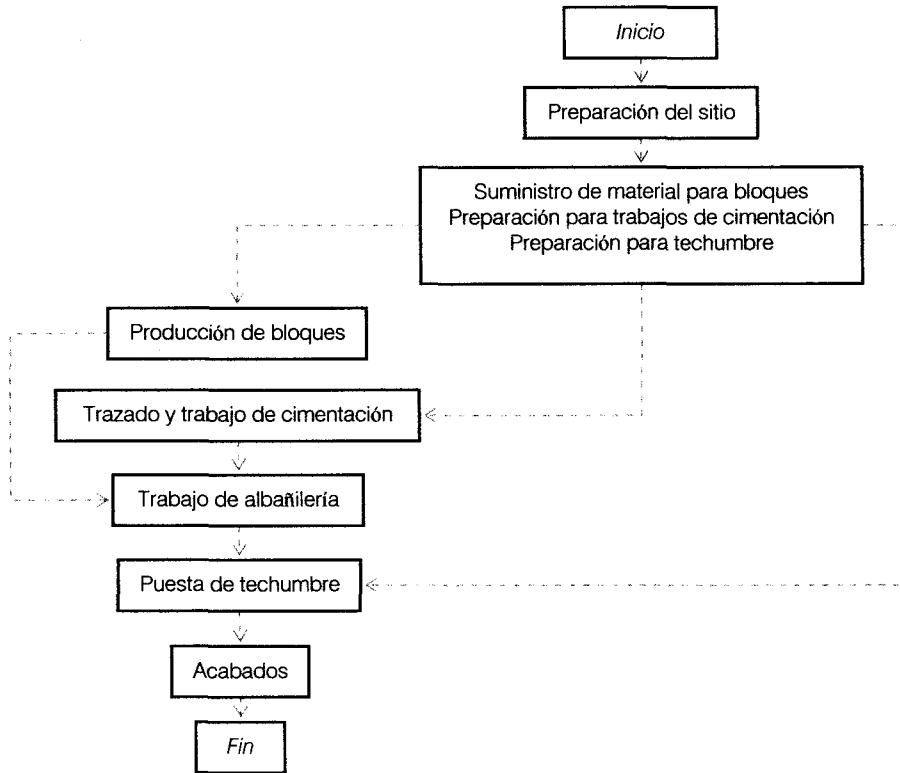 Inicio
Preparación del sitio
Suministro de material para bloques
Preparación para trabajos de cimentación
Preparación para techumbre
Producción de bloques
Trazado y trabajo de cimentación
Trabajo de albañilería
Puesta de techumbre
Acabados
Fin